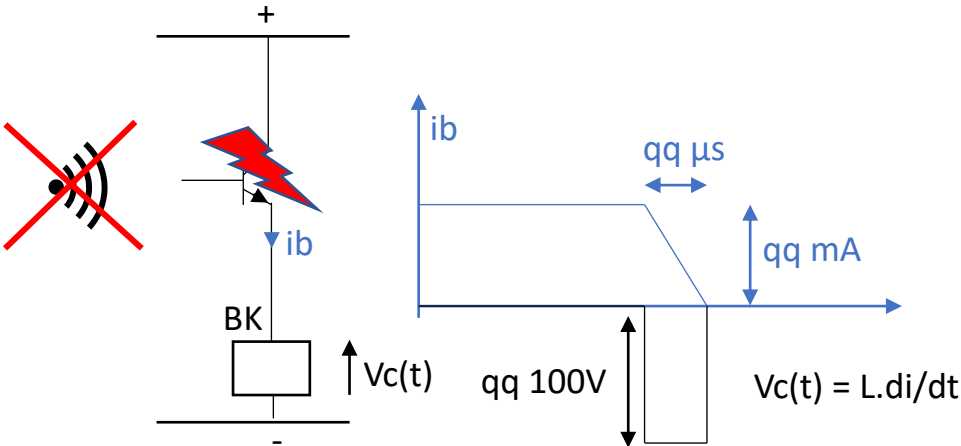 +
ib
qq µs
ib
qq mA
BK
Vc(t)
qq 100V
Vc(t) = L.di/dt
-